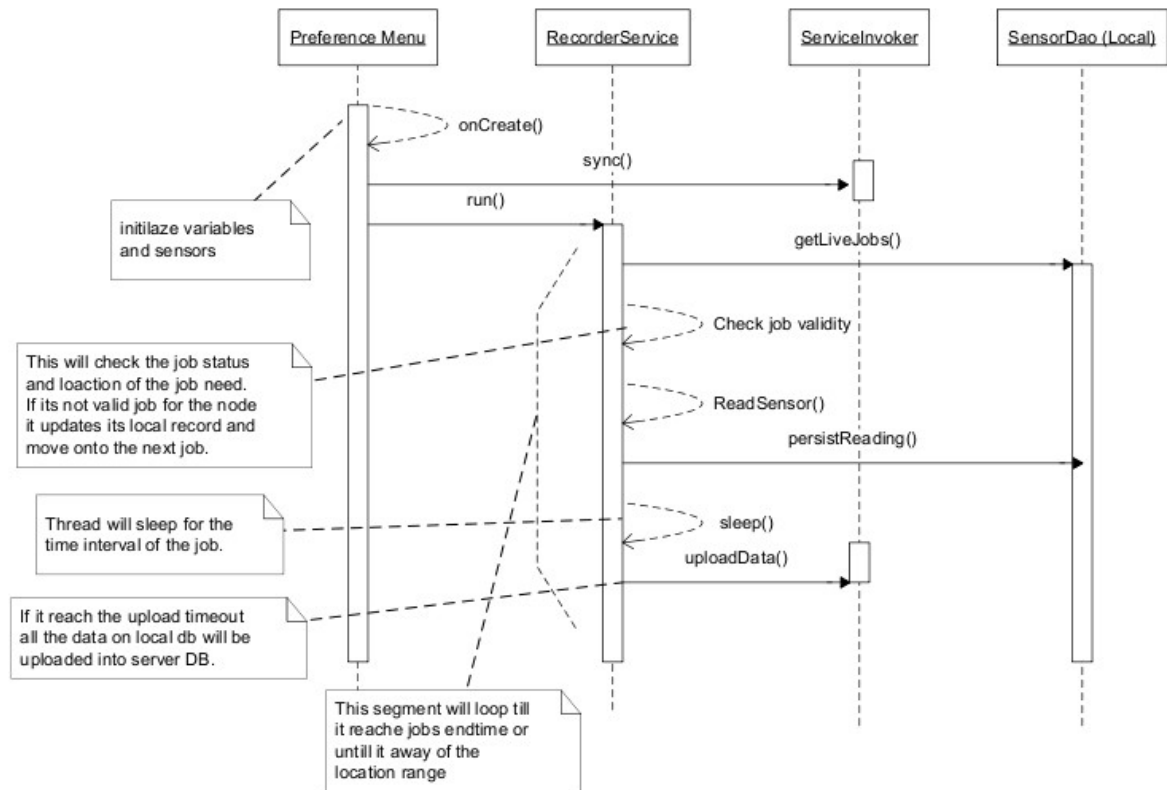 Preference Menu
RecorderService
ServiceInvoker
SensorDao (Local)
onCreate()
sync()
run()
initilaze variables
and sensors
getLiveJobs()
Check job validity
This will check the job status
and loaction of the job need.
If its not valid job for the node
it updates its local record and
move onto the next job.
ReadSensor()
persistReading()
Thread will sleep for the
time interval of the job.
sleep()
uploadData()
If it reach the upload timeout
all the data on local db will be
uploaded into server DB.
This segment will loop till
it reache jobs endtime or
untill it away of the
location range